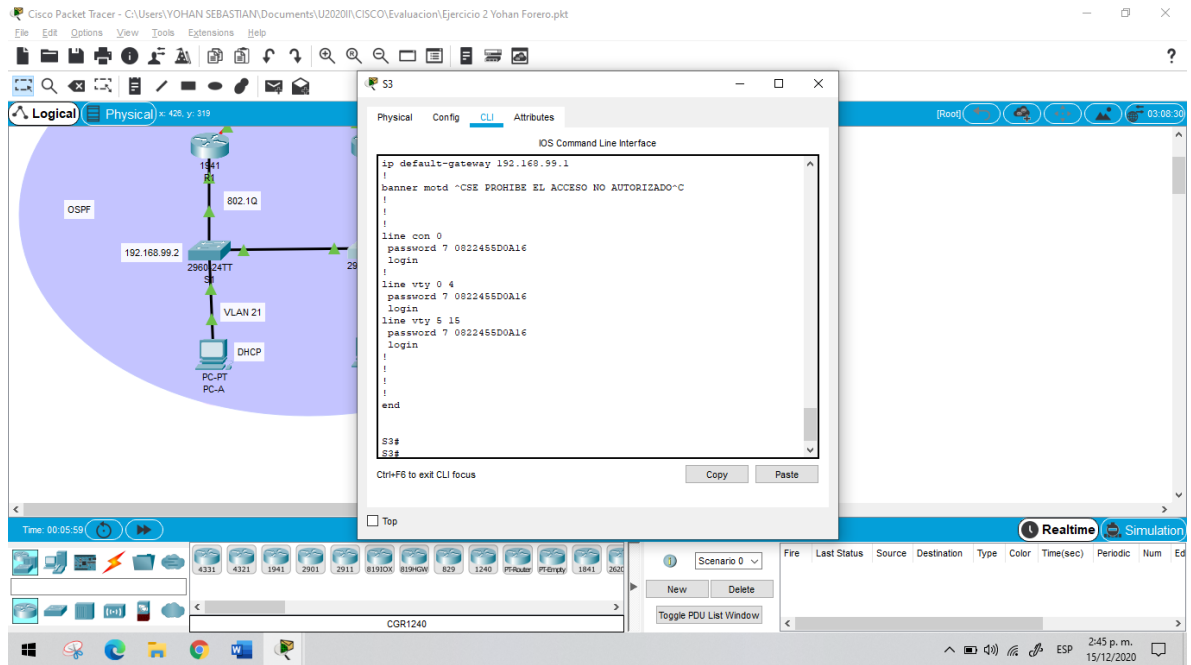 Cisco Packet Tracer - C:\Users\YOHAN SEBASTIAN\Documents\U2020II\CISCO\Evaluacion\Ejercicio 2 Yohan Forero.pkt
File Edit Options View Tools Extensions Help
?
Logical Physical x: 426, y: 319
[Root] 03:08:30
1941
R1
802.1Q
OSPF
192.168.99.2
2960-24TT
S1
29
VLAN 21
DHCP
PC-PT
PC-A
S3
Physical Config CLI Attributes
IOS Command Line Interface
ip default-gateway 192.168.99.1
!
banner motd ^CSE PROHIBE EL ACCESO NO AUTORIZADO^C
!
!
!
line con 0
password 7 0822455D0A16
login
!
line vty 0 4
password 7 0822455D0A16
login
line vty 5 15
password 7 0822455D0A16
login
!
!
!
!
end
S3#
S3#
Ctrl+F6 to exit CLI focus
Copy Paste
Top
Time: 00:05:59
Realtime Simulation
4331 4321 1941 2901 2911 819IOX 819HGW 829 1240 PT-Router PT-Empty 1841 262
CGR1240
Scenario 0
New Delete
Toggle PDU List Window
Fire Last Status Source Destination Type Color Time(sec) Periodic Num Ed
ESP
2:45 p. m.
15/12/2020